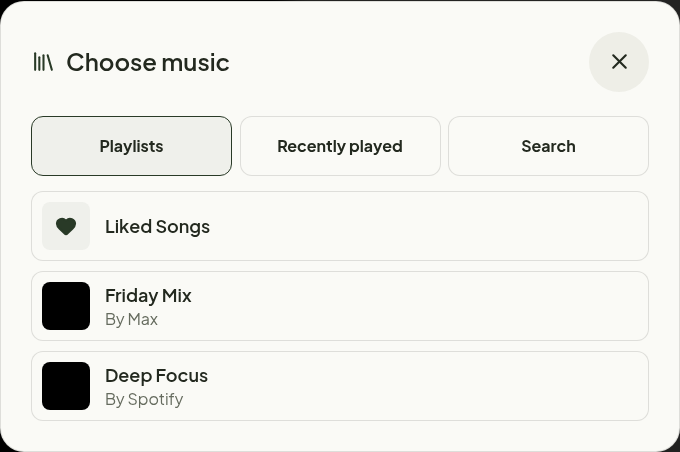 Choose music
Playlists
Recently played
Search
Liked Songs
Friday Mix
By Max
Deep Focus
By Spotify